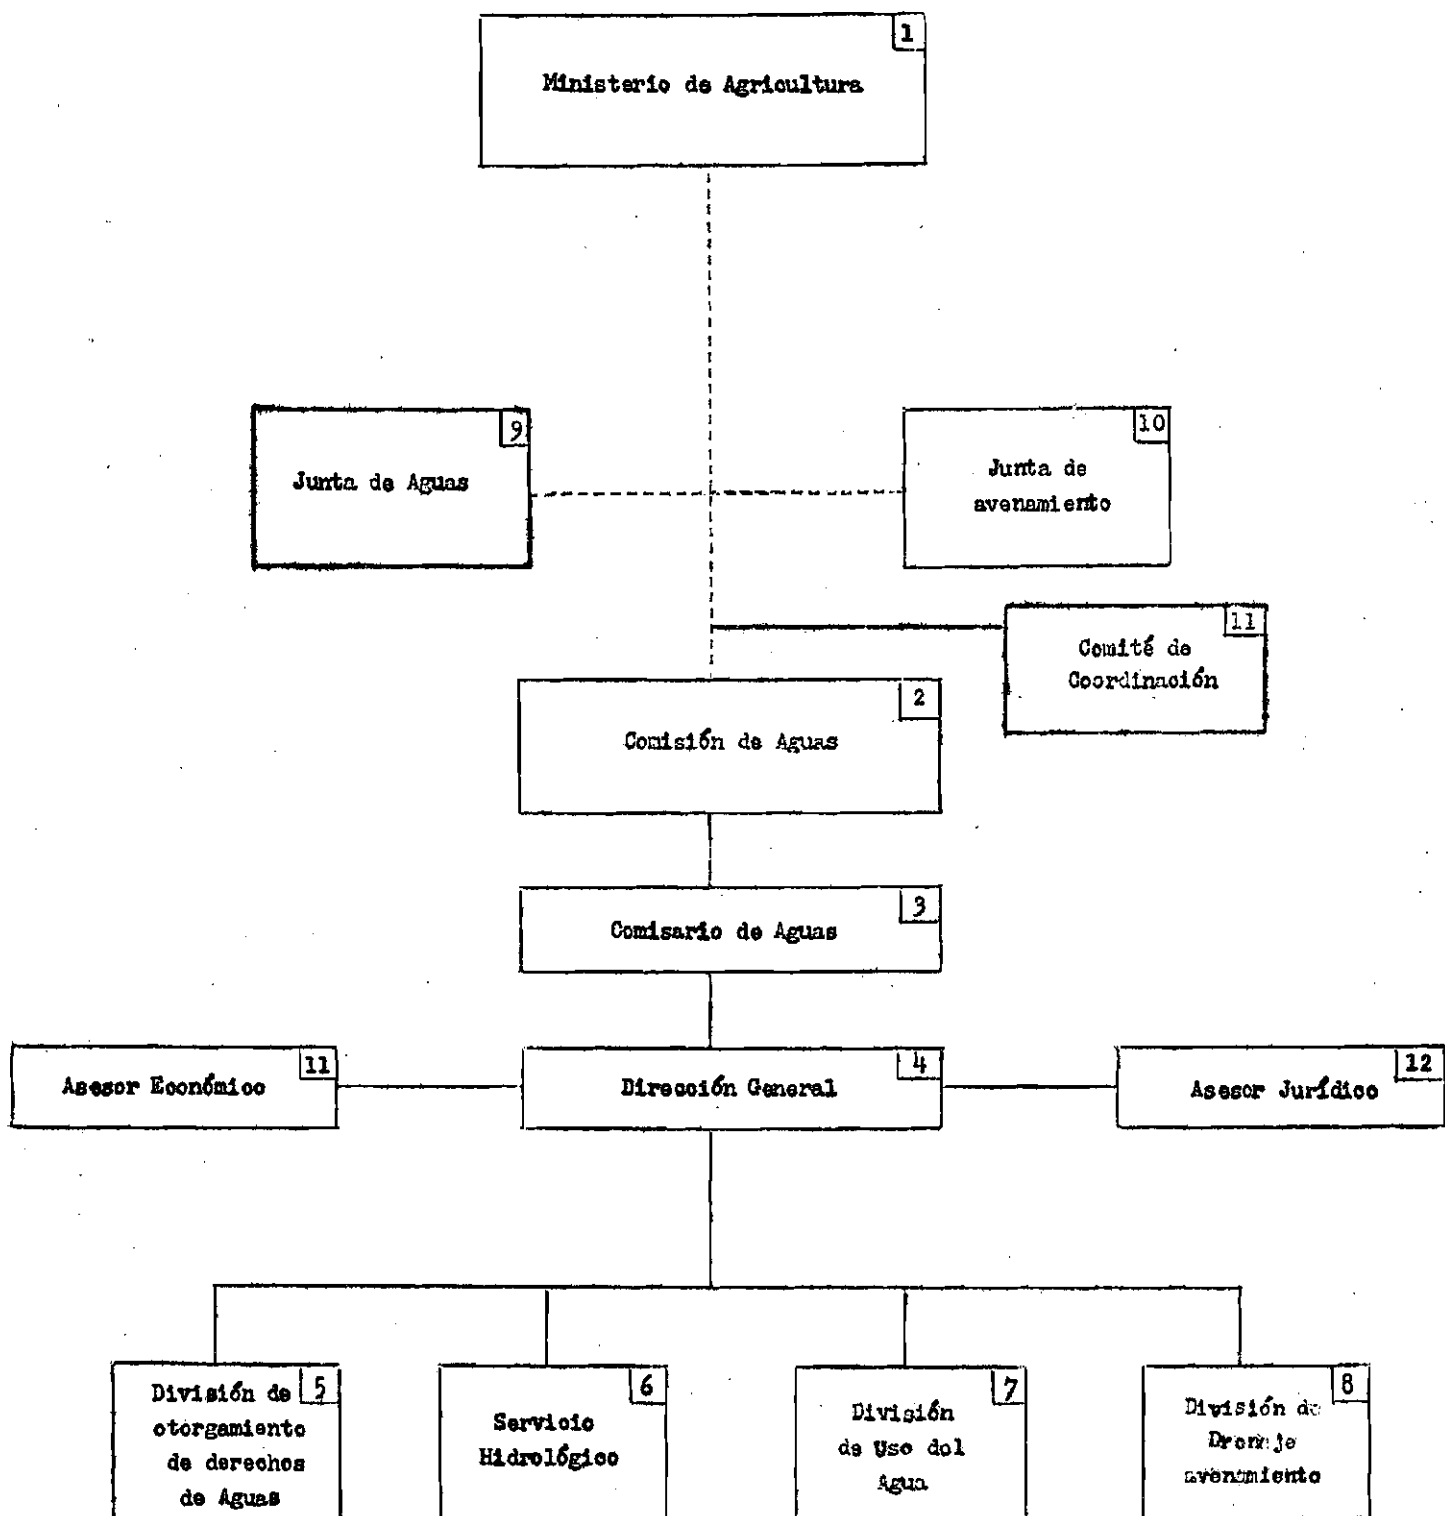 1
Ministerio de Agricultura
9
Junta de Aguas
10
Junta de
avenamiento
11
Comité de
Coordinación
2
Comisión de Aguas
3
Comisario de Aguas
11
Asesor Económico
4
Dirección General
12
Asesor Jurídico
5
División de
otorgamiento
de derechos
de Aguas
6
Servicio
Hidrológico
7
División
de Uso del
Agua
8
División de
avenamiento